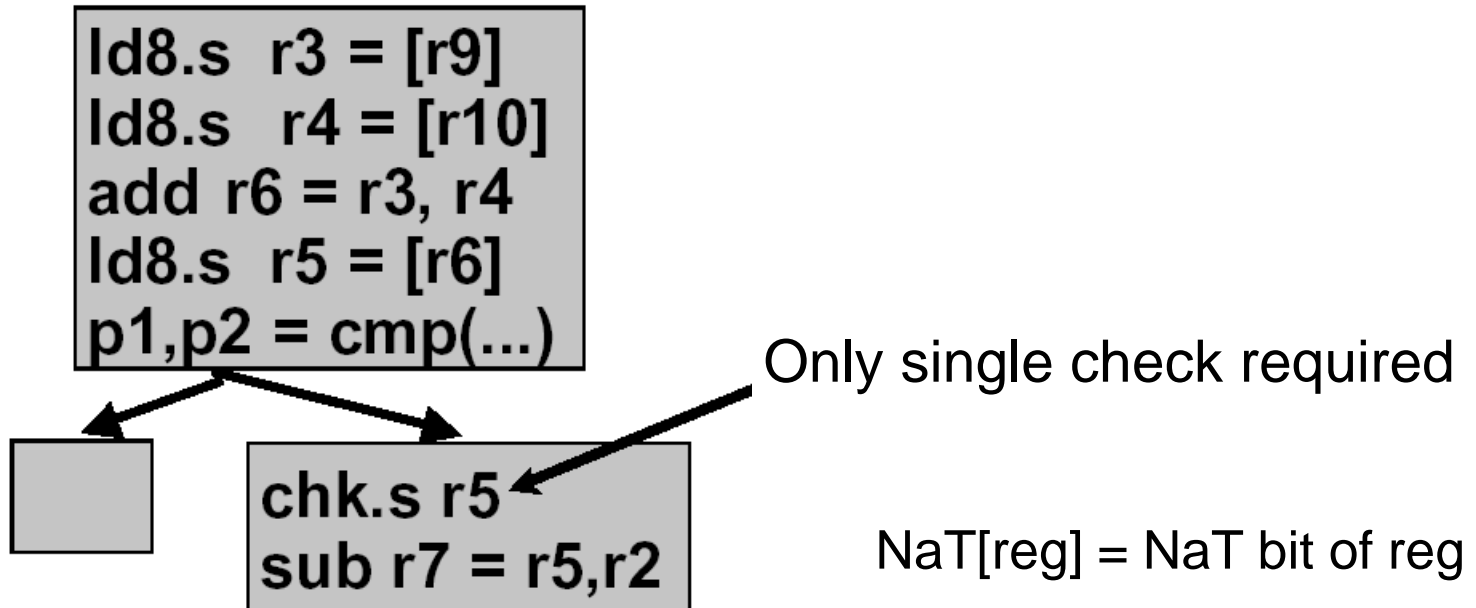 ld8.s r3 = [r9]
ld8.s r4 = [r10]
add r6 = r3, r4
ld8.s r5 = [r6]
p1,p2 = cmp(...)
Only single check required
chk.s r5
sub r7 = r5,r2
NaT[reg] = NaT bit of reg